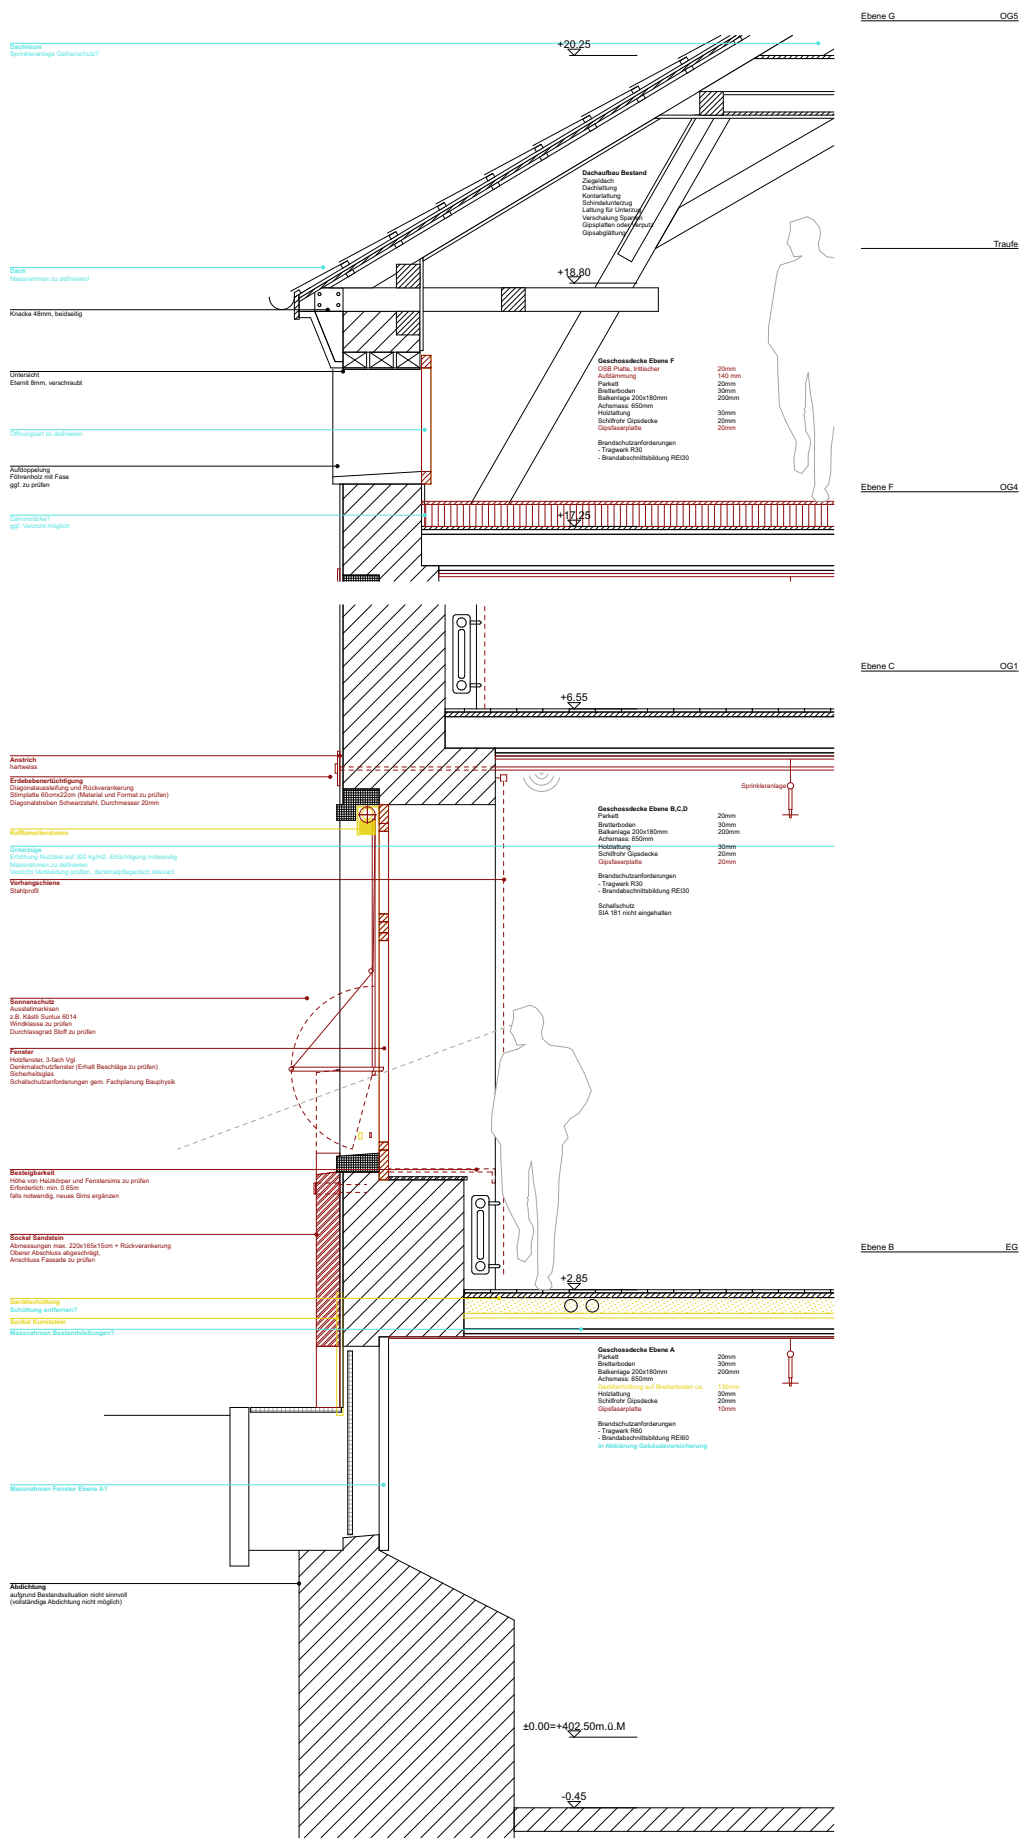 Ebene G OG5
+20.25
Dachraum
Sprinkleranlage Gefrierschutz?
Dachaufbau Bestand
Ziegeldach
Dachlattung
Konterlattung
Schindelunterzug
Lattung für Unterzug
Verschalung Sparren
Gipsplatten oder Verputz
Gipsabglättung
Traufe
Dach
Massnahmen zu definieren!
+18.80
Knacke 48mm, beidseitig
Untersicht
Eternit 8mm, verschraubt
Geschossdecke Ebene F
OSB Platte, trittsicher 20mm
Aufdämmung 140 mm
Parkett 20mm
Bretterboden 30mm
Balkenlage 200x180mm 200mm
Achsmass: 650mm
Holzlattung 30mm
Schilfrohr Gipsdecke 20mm
Gipsfaserplatte 20mm
Brandschutzanforderungen
- Tragwerk R30
- Brandabschnittsbildung REI30
Öffnungsart zu definieren
Aufdoppelung
Föhrenholz mit Fase
ggf. zu prüfen
Ebene F OG4
Dämmstärke?
ggf. Verzicht möglich
+17.25
Ebene C OG1
+6.55
Anstrich
hartweiss
Erdebebenertüchtigung
Diagonalaussteifung und Rückverankerung
Stirnplatte 60cmx22cm (Material und Format zu prüfen)
Diagonalstreben Schwarzstahl, Durchmesser 20mm
Sprinkleranlage
Geschossdecke Ebene B,C,D
Parkett 20mm
Bretterboden 30mm
Balkenlage 200x180mm 200mm
Achsmass: 650mm
Holzlattung 30mm
Schilfrohr Gipsdecke 20mm
Gipsfaserplatte 20mm
Brandschutzanforderungen
- Tragwerk R30
- Brandabschnittsbildung REI30
Schallschutz
SIA 181 nicht eingehalten
Rafflamellenstoren
Unterzüge
Erhöhung Nutzlast auf 300 kg/m2, Ertüchtigung notwendig
Massnahmen zu definieren
Verzicht Verkleidung prüfen, denkmalpflegerisch relevant
Vorhangschiene
Stahlprofil
Sonnenschutz
Ausstellmarkisen
z.B. Kästli Sunlux 6014
Windklasse zu prüfen
Durchlassgrad Stoff zu prüfen
Fenster
Holzfenster, 3-fach Vgl.
Denkmalschutzfenster (Erhalt Beschläge zu prüfen)
Sicherheitsglas
Schallschutzanforderungen gem. Fachplanung Bauphysik
Besteigbarkeit
Höhe von Heizkörper und Fenstersims zu prüfen
Erforderlich: min. 0.65m
falls notwendig, neues Sims ergänzen
Sockel Sandstein
Abmessungen max. 220x165x15cm + Rückverankerung
Oberer Abschluss abgeschrägt,
Anschluss Fassade zu prüfen
Ebene B EG
+2.85
Geröllschüttung
Schüttung entfernen?
Sockel Kunststein
Massnahmen Bestandsleitungen?
Geschossdecke Ebene A
Parkett 20mm
Bretterboden 30mm
Balkenlage 200x180mm 200mm
Achsmass: 650mm
Geröllschüttung auf Bretterboden ca. 130mm
Holzlattung 30mm
Schilfrohr Gipsdecke 20mm
Gipsfaserplatte 10mm
Brandschutzanforderungen
- Tragwerk R60
- Brandabschnittsbildung REI60
in Abklärung Gebäudeversicherung
Massnahmen Fenster Ebene A?
Abdichtung
aufgrund Bestandssituation nicht sinnvoll
(vollständige Abdichtung nicht möglich)
±0.00=+402.50m.ü.M
-0.45